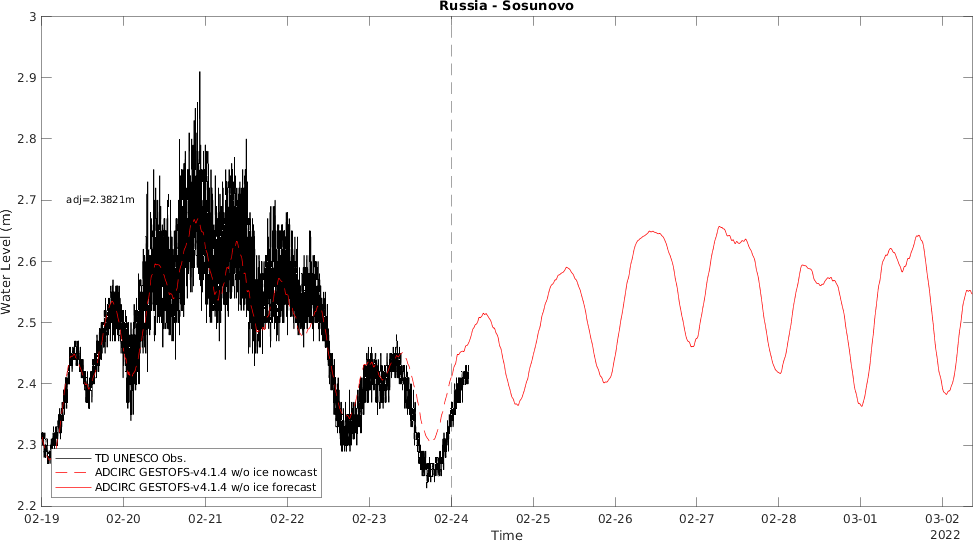 Russia - Sosunovo
3
2.9
2.8
2.7
2.6
2.5
2.4
2.3
2.2
Water Level (m)
adj=2.3821m
TD UNESCO Obs.
ADCIRC GESTOFS-v4.1.4 w/o ice nowcast
ADCIRC GESTOFS-v4.1.4 w/o ice forecast
02-19 02-20 02-21 02-22 02-23 02-24 02-25 02-26 02-27 02-28 03-01 03-02
2022
Time